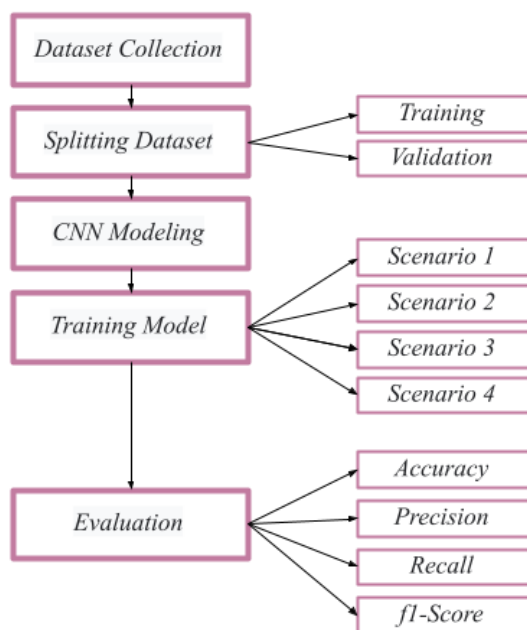 Dataset Collection
Splitting Dataset
Training
Validation
CNN Modeling
Training Model
Scenario 1
Scenario 2
Scenario 3
Scenario 4
Evaluation
Accuracy
Precision
Recall
f1-Score